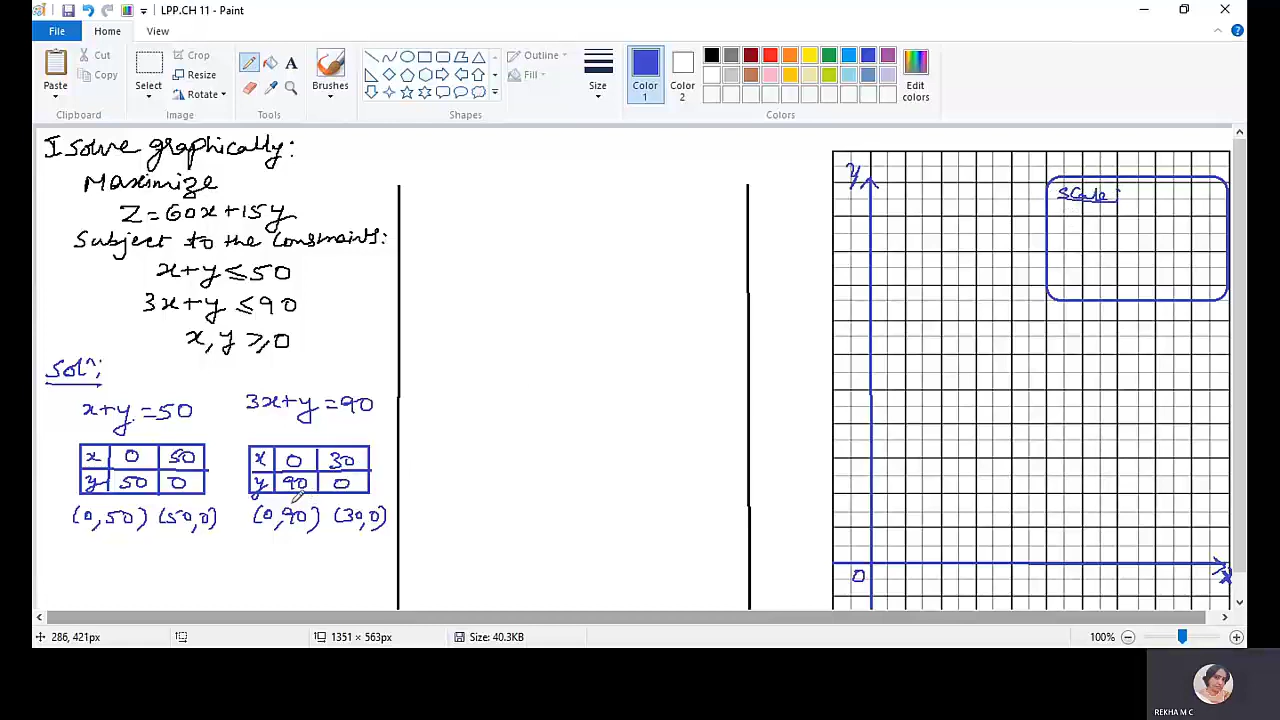 LPP.CH 11 - Paint
File Home View
Paste
Cut
Copy
Clipboard
Select
Crop
Resize
Rotate
Image
A
Tools
Brushes
Outline
Fill
Shapes
Size
Color 1
Color 2
Edit colors
Colors
I Solve graphically:
Maximize
Z=60x+15y
Subject to the Constraints:
x+y ≤ 50
3x+y ≤ 90
x, y ≥ 0
Solⁿ:
x+y = 50
x 0 50
y 50 0
(0,50) (50,0)
3x+y = 90
x 0 30
y 90 0
(0,90) (30,0)
y
Scale:
0
x
286, 421px
1351 × 563px
Size: 40.3KB
100%
REKHA M C